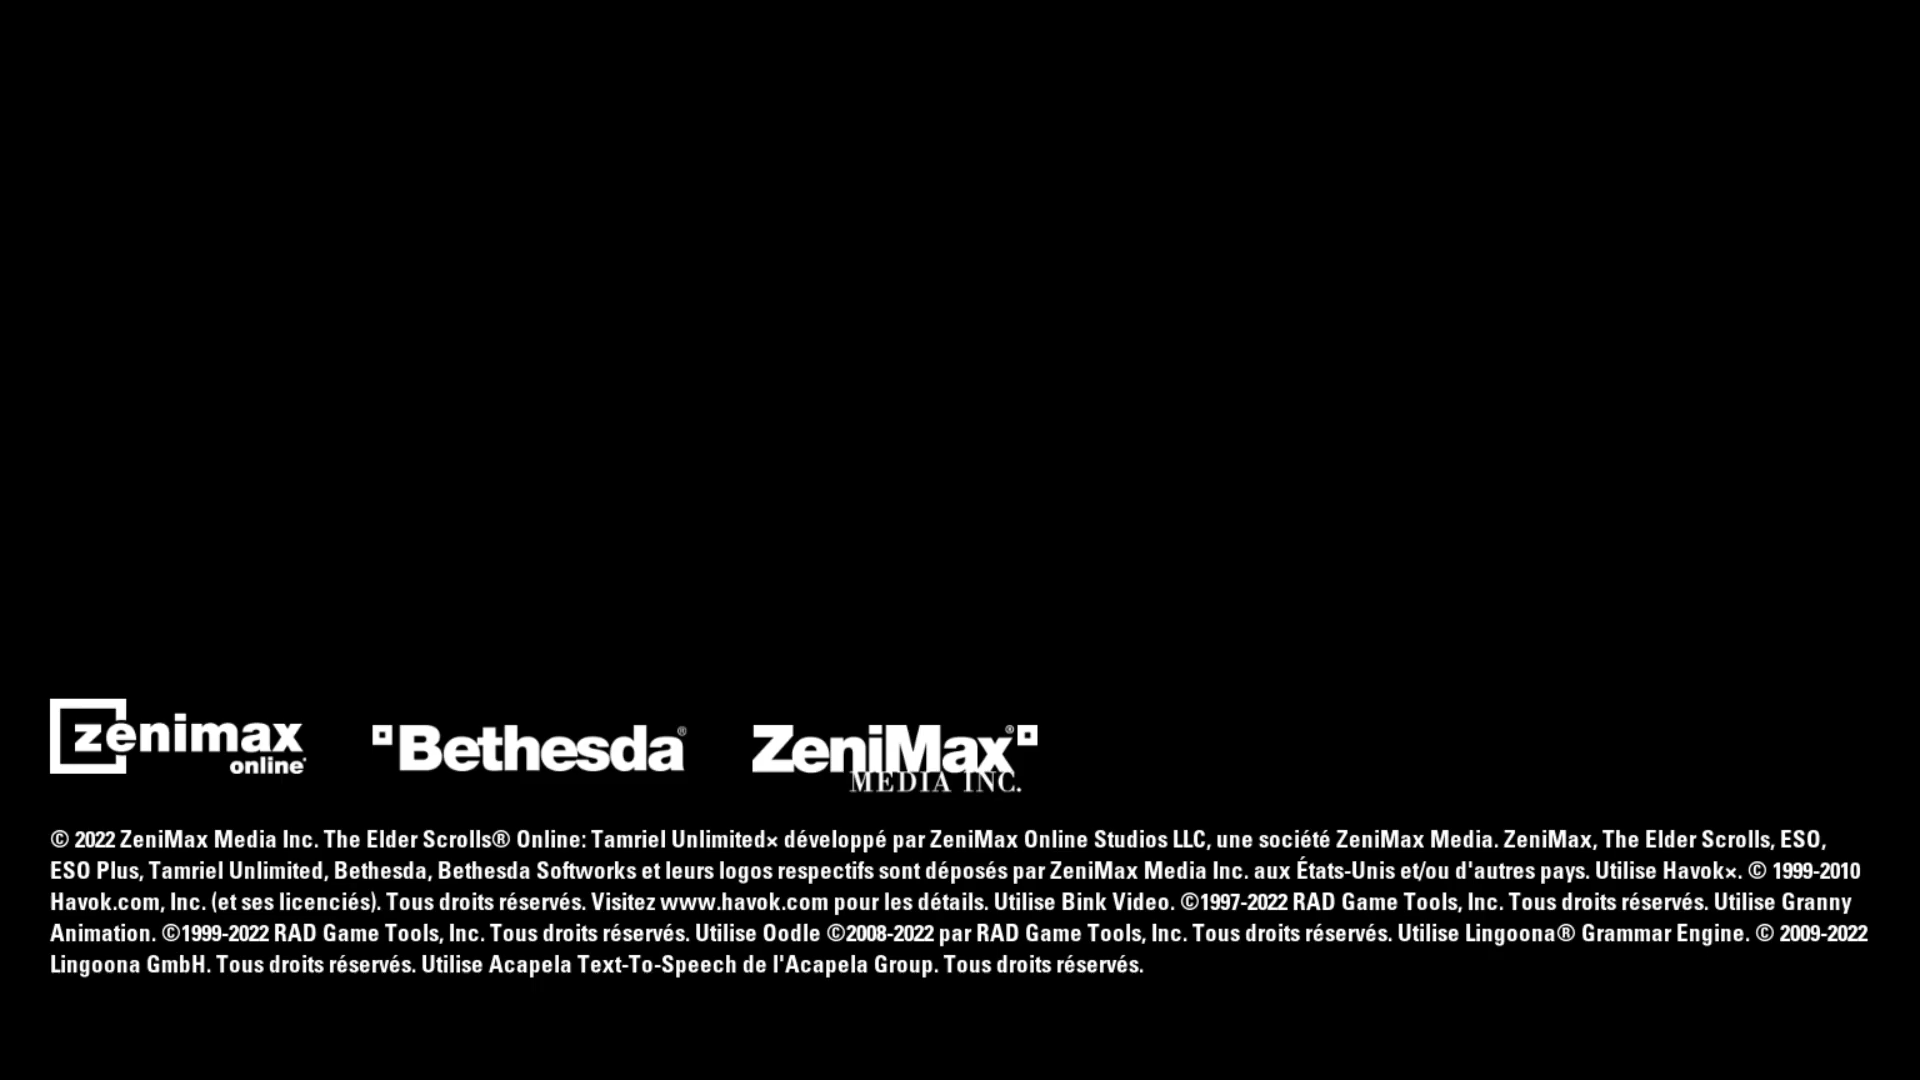 zenimax online
Bethesda®
ZeniMax®
MEDIA INC.
© 2022 ZeniMax Media Inc. The Elder Scrolls® Online: Tamriel Unlimited× développé par ZeniMax Online Studios LLC, une société ZeniMax Media. ZeniMax, The Elder Scrolls, ESO,
ESO Plus, Tamriel Unlimited, Bethesda, Bethesda Softworks et leurs logos respectifs sont déposés par ZeniMax Media Inc. aux États-Unis et/ou d'autres pays. Utilise Havok×. © 1999-2010
Havok.com, Inc. (et ses licenciés). Tous droits réservés. Visitez www.havok.com pour les détails. Utilise Bink Video. ©1997-2022 RAD Game Tools, Inc. Tous droits réservés. Utilise Granny
Animation. ©1999-2022 RAD Game Tools, Inc. Tous droits réservés. Utilise Oodle ©2008-2022 par RAD Game Tools, Inc. Tous droits réservés. Utilise Lingoona® Grammar Engine. © 2009-2022
Lingoona GmbH. Tous droits réservés. Utilise Acapela Text-To-Speech de l'Acapela Group. Tous droits réservés.